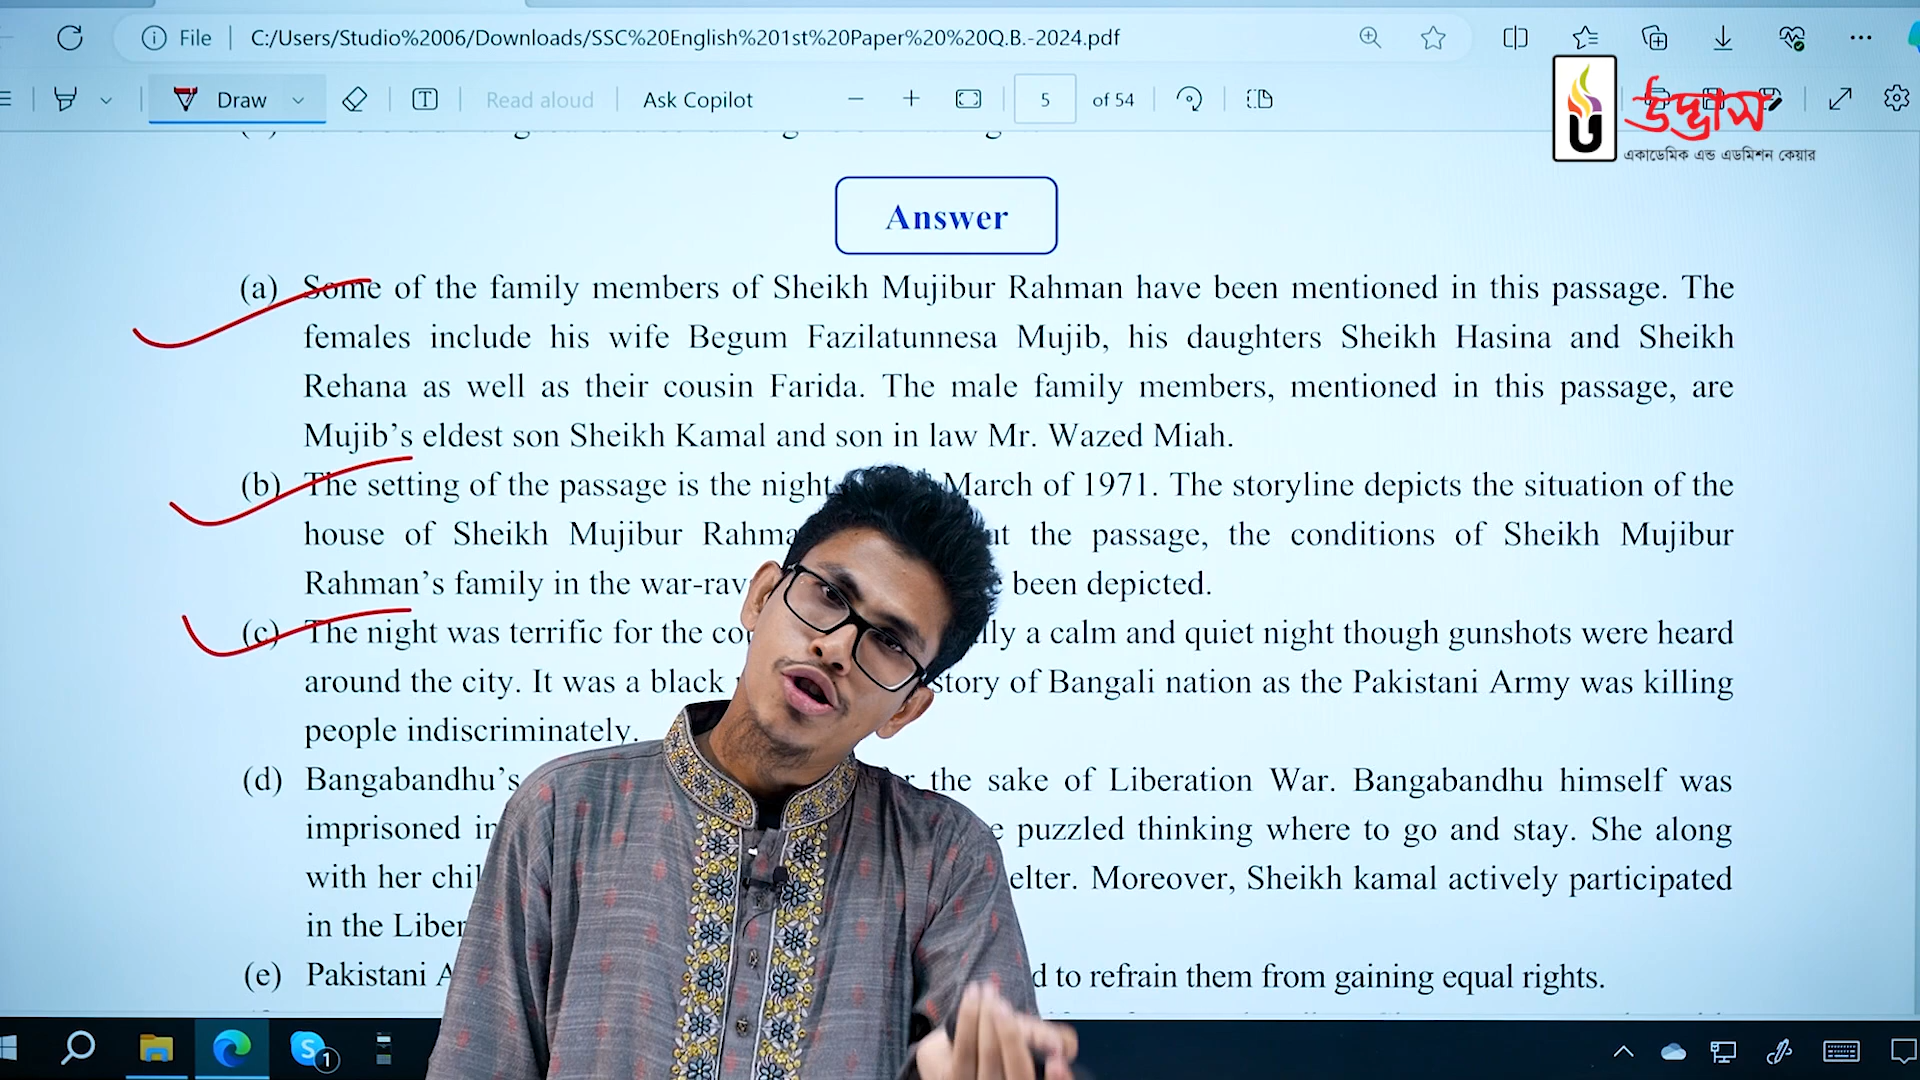 File
C:/Users/Studio%2006/Downloads/SSC%20English%201st%20Paper%20%20Q.B.-2024.pdf
Draw
Read aloud
Ask Copilot
5
of 54
উদ্ভাস
একাডেমিক এন্ড এডমিশন কেয়ার
Answer
(a) Some of the family members of Sheikh Mujibur Rahman have been mentioned in this passage. The
females include his wife Begum Fazilatunnesa Mujib, his daughters Sheikh Hasina and Sheikh
Rehana as well as their cousin Farida. The male family members, mentioned in this passage, are
Mujib’s eldest son Sheikh Kamal and son in law Mr. Wazed Miah.
(b) The setting of the passage is the night March of 1971. The storyline depicts the situation of the
house of Sheikh Mujibur the passage, the conditions of Sheikh Mujibur
Rahman’s family in the been depicted.
(c) The night was terrific for the a calm and quiet night though gunshots were heard
around the city. It was a black of Bangali nation as the Pakistani Army was killing
people indiscriminately.
(d) Bangabandhu’s the sake of Liberation War. Bangabandhu himself was
imprisoned puzzled thinking where to go and stay. She along
with her Moreover, Sheikh kamal actively participated
in the
(e) Pakistani to refrain them from gaining equal rights.
1